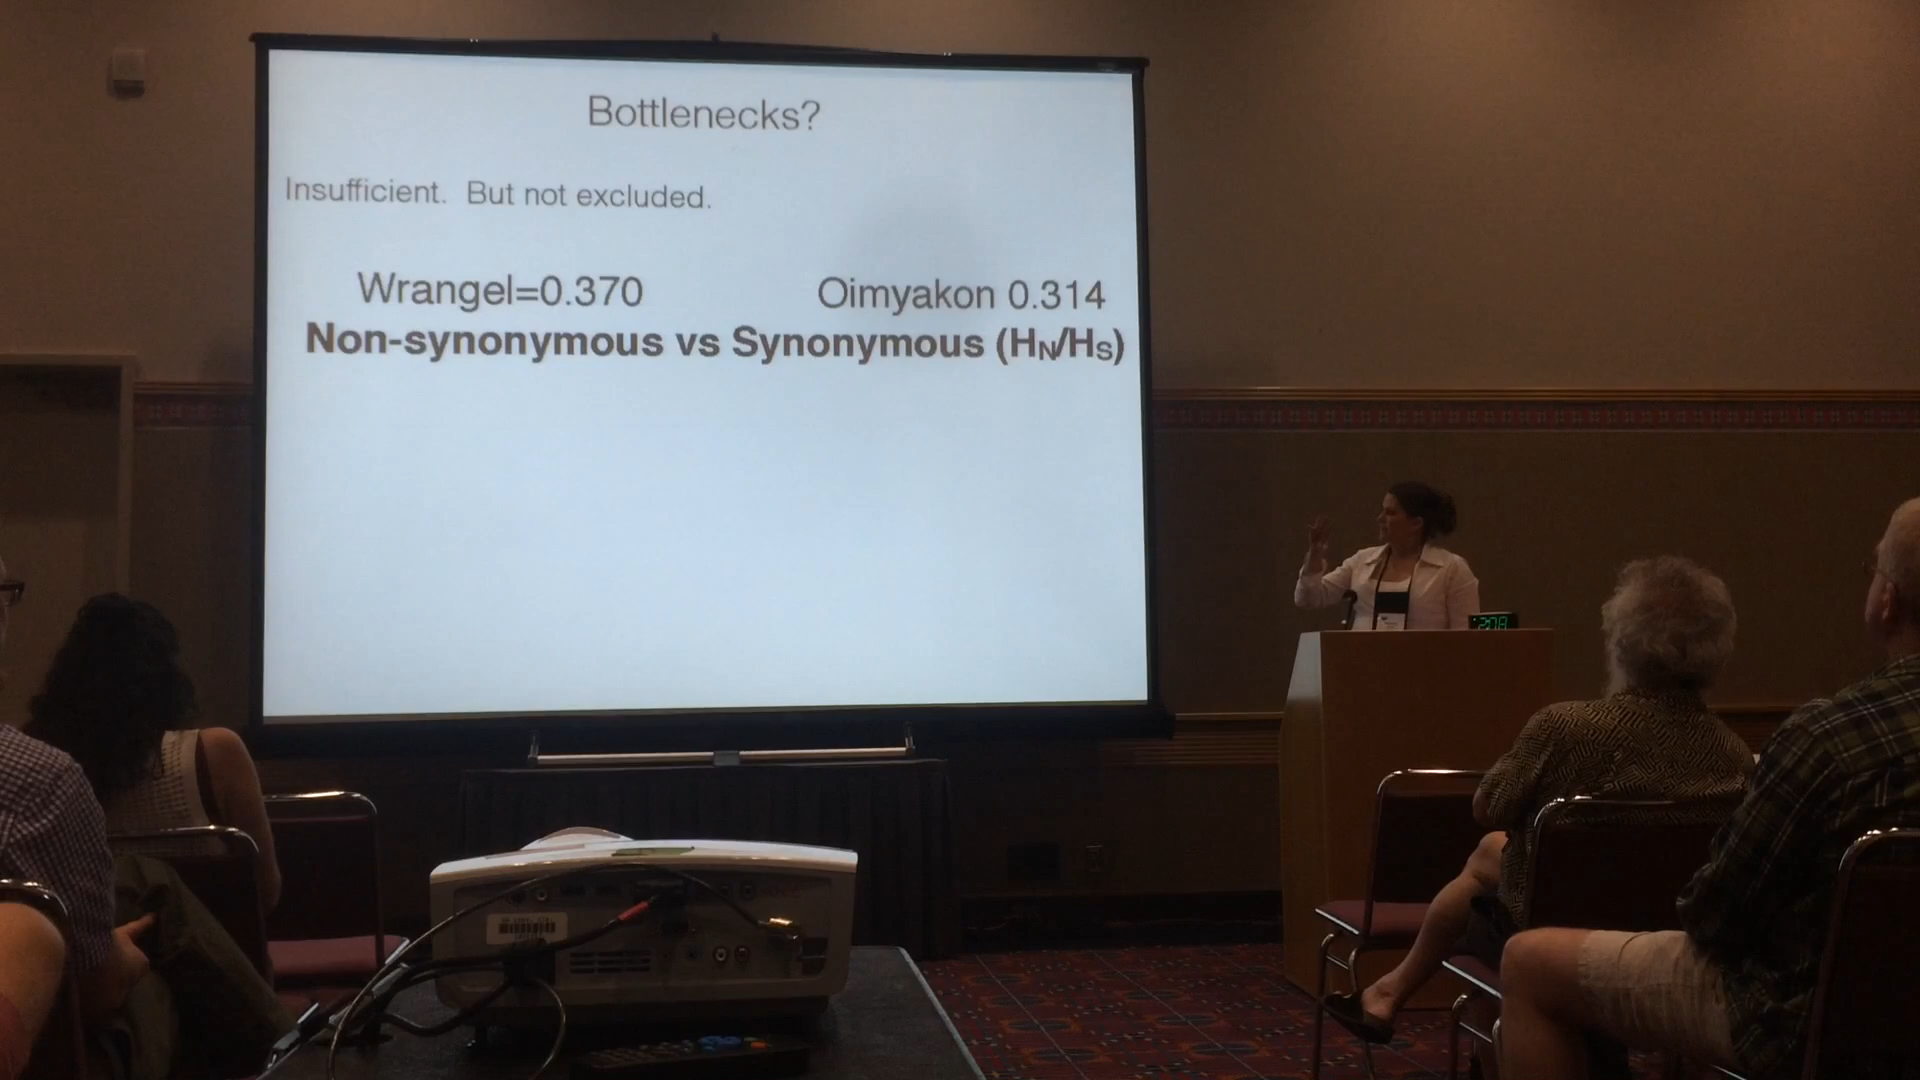 Bottlenecks?
Insufficient. But not excluded.
Wrangel=0.370 Oimyakon 0.314
Non-synonymous vs Synonymous (HN/HS)